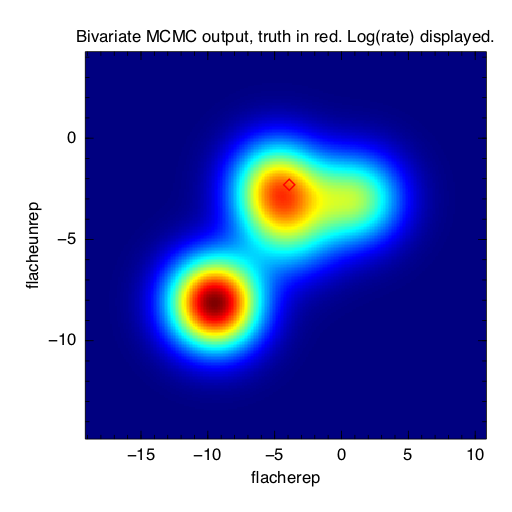 Bivariate MCMC output, truth in red. Log(rate) displayed.
0
−5
−10
flacheunrep
−15 −10 −5 0 5 10
flacherep